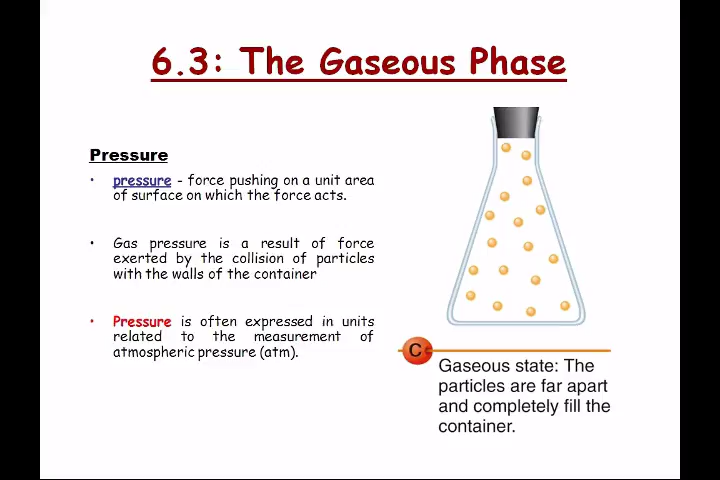 6.3: The Gaseous Phase
Pressure
• pressure - force pushing on a unit area
of surface on which the force acts.
• Gas pressure is a result of force
exerted by the collision of particles
with the walls of the container
• Pressure is often expressed in units
related to the measurement of
atmospheric pressure (atm).
C
Gaseous state: The
particles are far apart
and completely fill the
container.